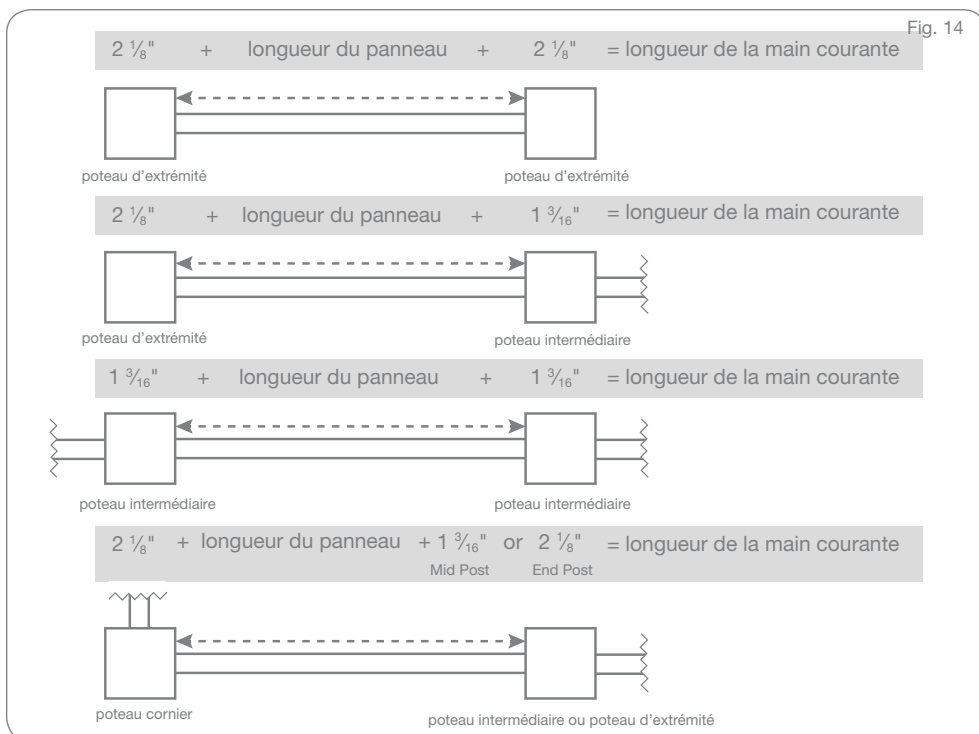 Fig. 14
2 ⅛" + longueur du panneau + 2 ⅛" = longueur de la main courante
poteau d’extrémité poteau d’extrémité
2 ⅛" + longueur du panneau + 1 3⁄16" = longueur de la main courante
poteau d’extrémité poteau intermédiaire
1 3⁄16" + longueur du panneau + 1 3⁄16" = longueur de la main courante
poteau intermédiaire poteau intermédiaire
2 ⅛" + longueur du panneau + 1 3⁄16" or 2 ⅛" = longueur de la main courante
Mid Post End Post
poteau cornier poteau intermédiaire ou poteau d’extrémité